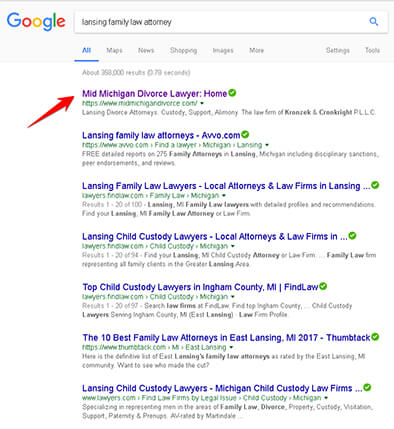 Google
lansing family law attorney
All Maps News Shopping Images More Settings Tools
About 358,000 results (0.78 seconds)
Mid Michigan Divorce Lawyer: Home
https://www.midmichigandivorce.com/
Lansing Divorce Attorneys. Custody, Support, Alimony. The law firm of Kronzek & Cronkright P.L.L.C.
Lansing family law attorneys - Avvo.com
https://www.avvo.com › Find a lawyer › Michigan › Lansing
FREE detailed reports on 275 Family Attorneys in Lansing, Michigan including disciplinary sanctions,
peer endorsements, and reviews.
Lansing Family Law Lawyers - Local Attorneys & Law Firms in Lansing ...
lawyers.findlaw.com › Family Law › Michigan
Results 1 - 20 of 100 - Lansing, MI Family Law lawyers with detailed profiles and recommendations.
Find your Lansing, MI Family Law Attorney or Law Firm.
Lansing Child Custody Lawyers - Local Attorneys & Law Firms in ...
lawyers.findlaw.com › Child Custody › Michigan
Results 1 - 20 of 94 - Find your Lansing, MI Child Custody Attorney or Law Firm. ... Family Law firm
representing all family clients in the Greater Lansing Area.
Top Child Custody Lawyers in Ingham County, MI | FindLaw
lawyers.findlaw.com › Child Custody › Michigan
Results 1 - 20 of 97 - Search law firms at FindLaw. Find top Ingham County, ... Child Custody
Lawyers Serving Ingham County, MI (East Lansing) · Law Firm Profile.
The 10 Best Family Law Attorneys in East Lansing, MI 2017 - Thumbtack
https://www.thumbtack.com › MI › East Lansing
Here is the definitive list of East Lansing's family law attorneys as rated by the East Lansing, MI
community. Want to see who made the cut?
Lansing Child Custody Lawyers - Michigan Child Custody Law Firms ...
www.lawyers.com › Find Law Firms by Legal Issue › Child Custody › Michigan
Specializing in representing men in the areas of Family Law, Divorce, Property, Custody, Visitation,
Support, Paternity & Prenups. AV-rated by Martindale ...